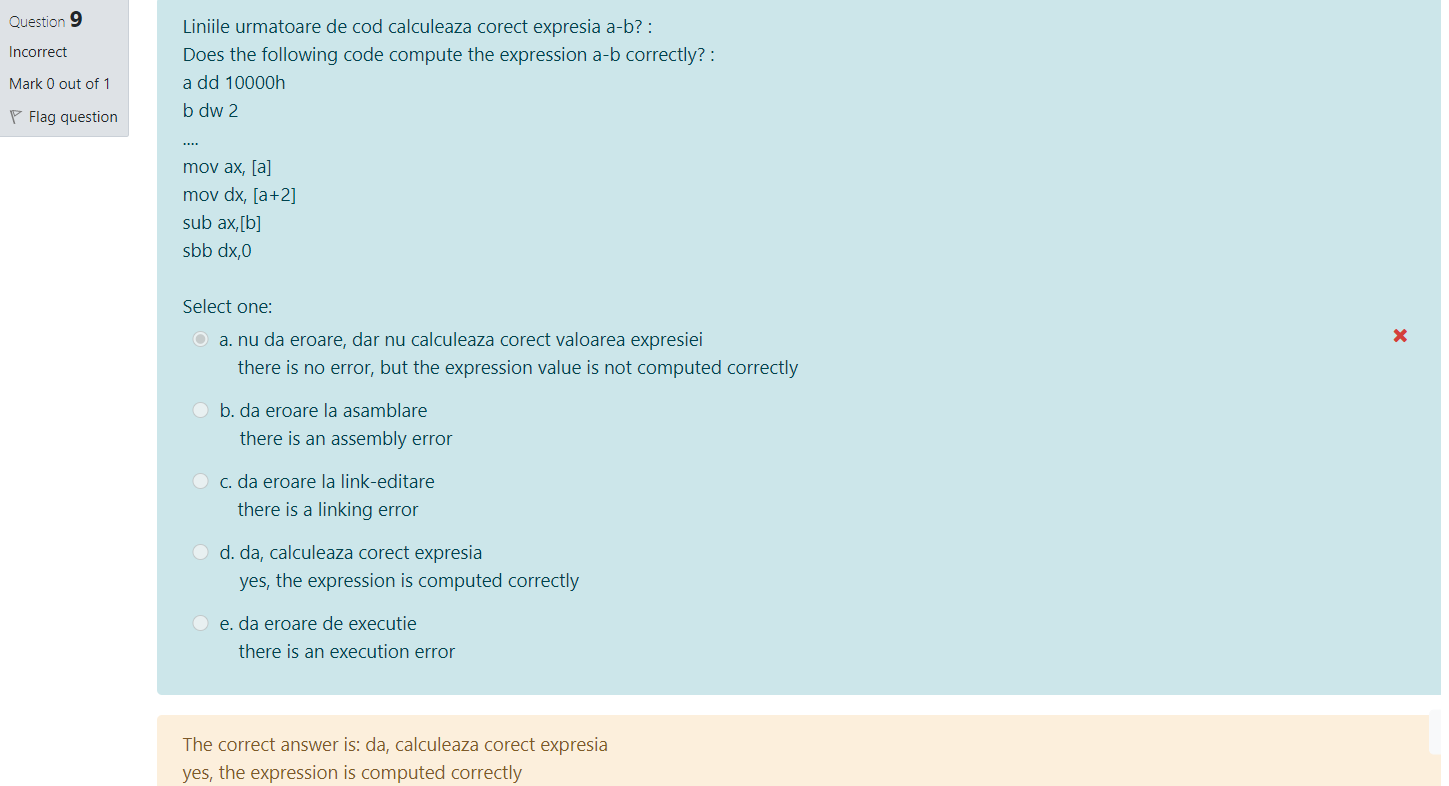 Question 9
Incorrect
Mark 0 out of 1
Flag question
Liniile urmatoare de cod calculeaza corect expresia a-b? :
Does the following code compute the expression a-b correctly? :
a dd 10000h
b dw 2
....
mov ax, [a]
mov dx, [a+2]
sub ax,[b]
sbb dx,0
Select one:
a. nu da eroare, dar nu calculeaza corect valoarea expresiei
there is no error, but the expression value is not computed correctly
b. da eroare la asamblare
there is an assembly error
c. da eroare la link-editare
there is a linking error
d. da, calculeaza corect expresia
yes, the expression is computed correctly
e. da eroare de executie
there is an execution error
The correct answer is: da, calculeaza corect expresia
yes, the expression is computed correctly